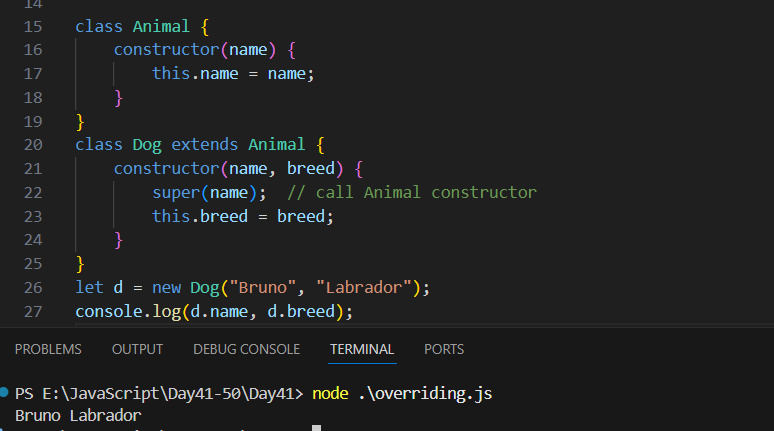 14
15 class Animal {
16     constructor(name) {
17         this.name = name;
18     }
19 }
20 class Dog extends Animal {
21     constructor(name, breed) {
22         super(name);  // call Animal constructor
23         this.breed = breed;
24     }
25 }
26 let d = new Dog("Bruno", "Labrador");
27 console.log(d.name, d.breed);
PROBLEMS OUTPUT DEBUG CONSOLE TERMINAL PORTS
PS E:\JavaScript\Day41-50\Day41> node .\overriding.js
Bruno Labrador